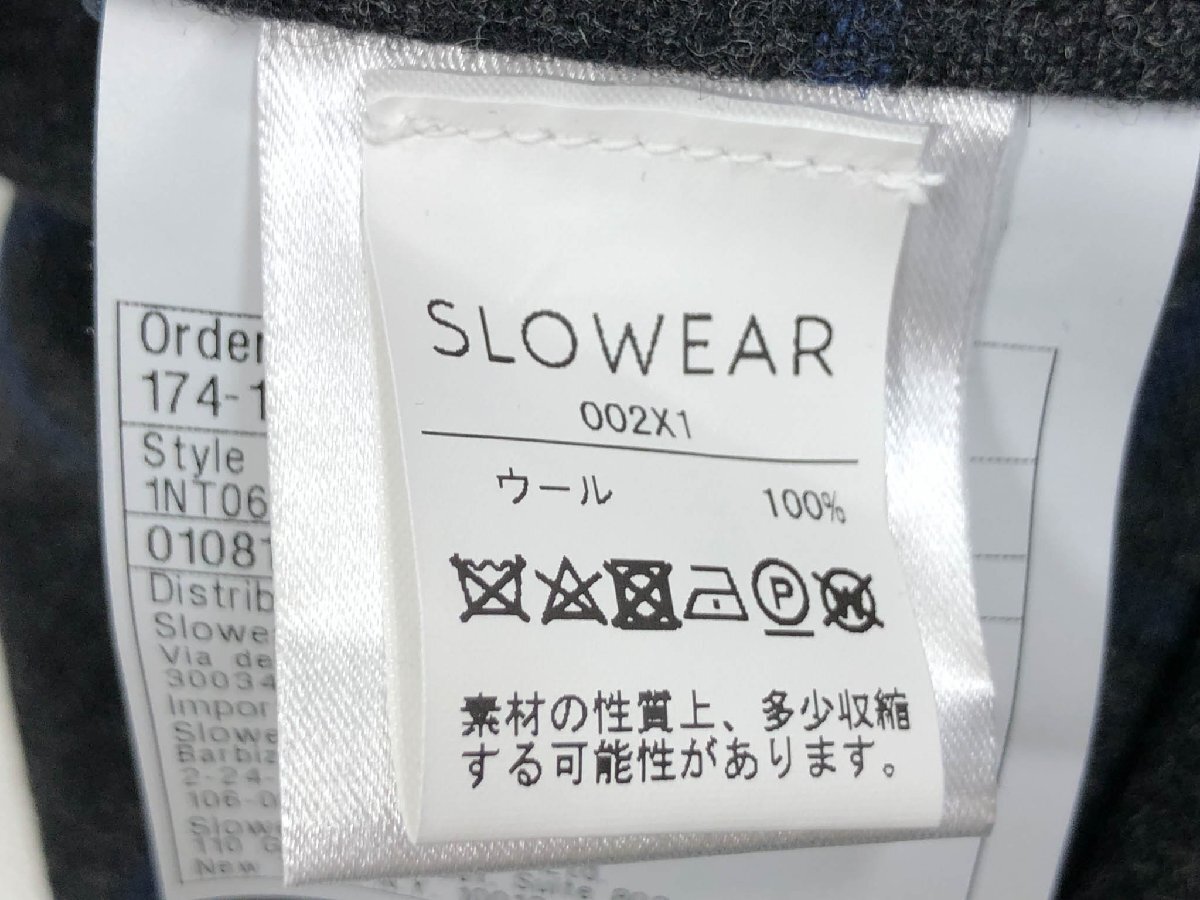 SLOWEAR
002X1
ウール 100%
P
W
素材の性質上、多少収縮
する可能性があります。
Order
174-1
Style
1NT06
01081
Distrib
Slowe
Via de
30034
Impor
Slowe
Barbiz
2-24-
106-0
Slowe
110
New